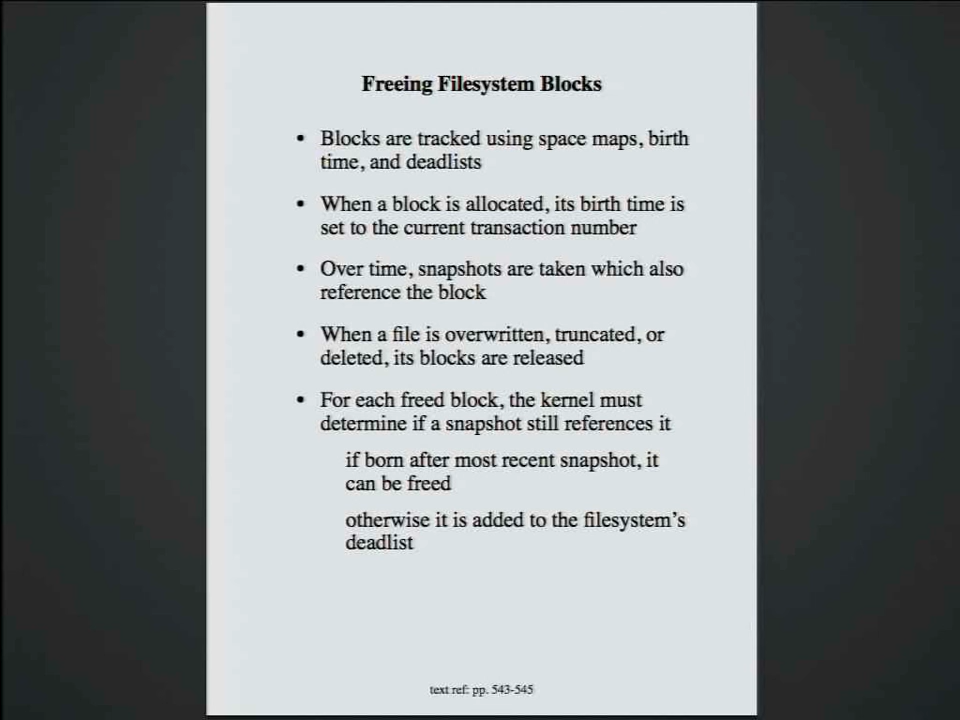 Freeing Filesystem Blocks
• Blocks are tracked using space maps, birth
time, and deadlists
• When a block is allocated, its birth time is
set to the current transaction number
• Over time, snapshots are taken which also
reference the block
• When a file is overwritten, truncated, or
deleted, its blocks are released
• For each freed block, the kernel must
determine if a snapshot still references it
if born after most recent snapshot, it
can be freed
otherwise it is added to the filesystem's
deadlist
text ref: pp. 543-545